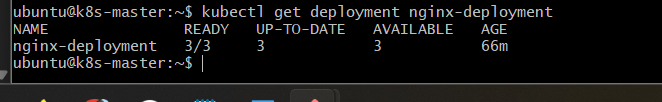 ubuntu@k8s-master:~$ kubectl get deployment nginx-deployment
NAME               READY   UP-TO-DATE   AVAILABLE   AGE
nginx-deployment   3/3     3            3           66m
ubuntu@k8s-master:~$